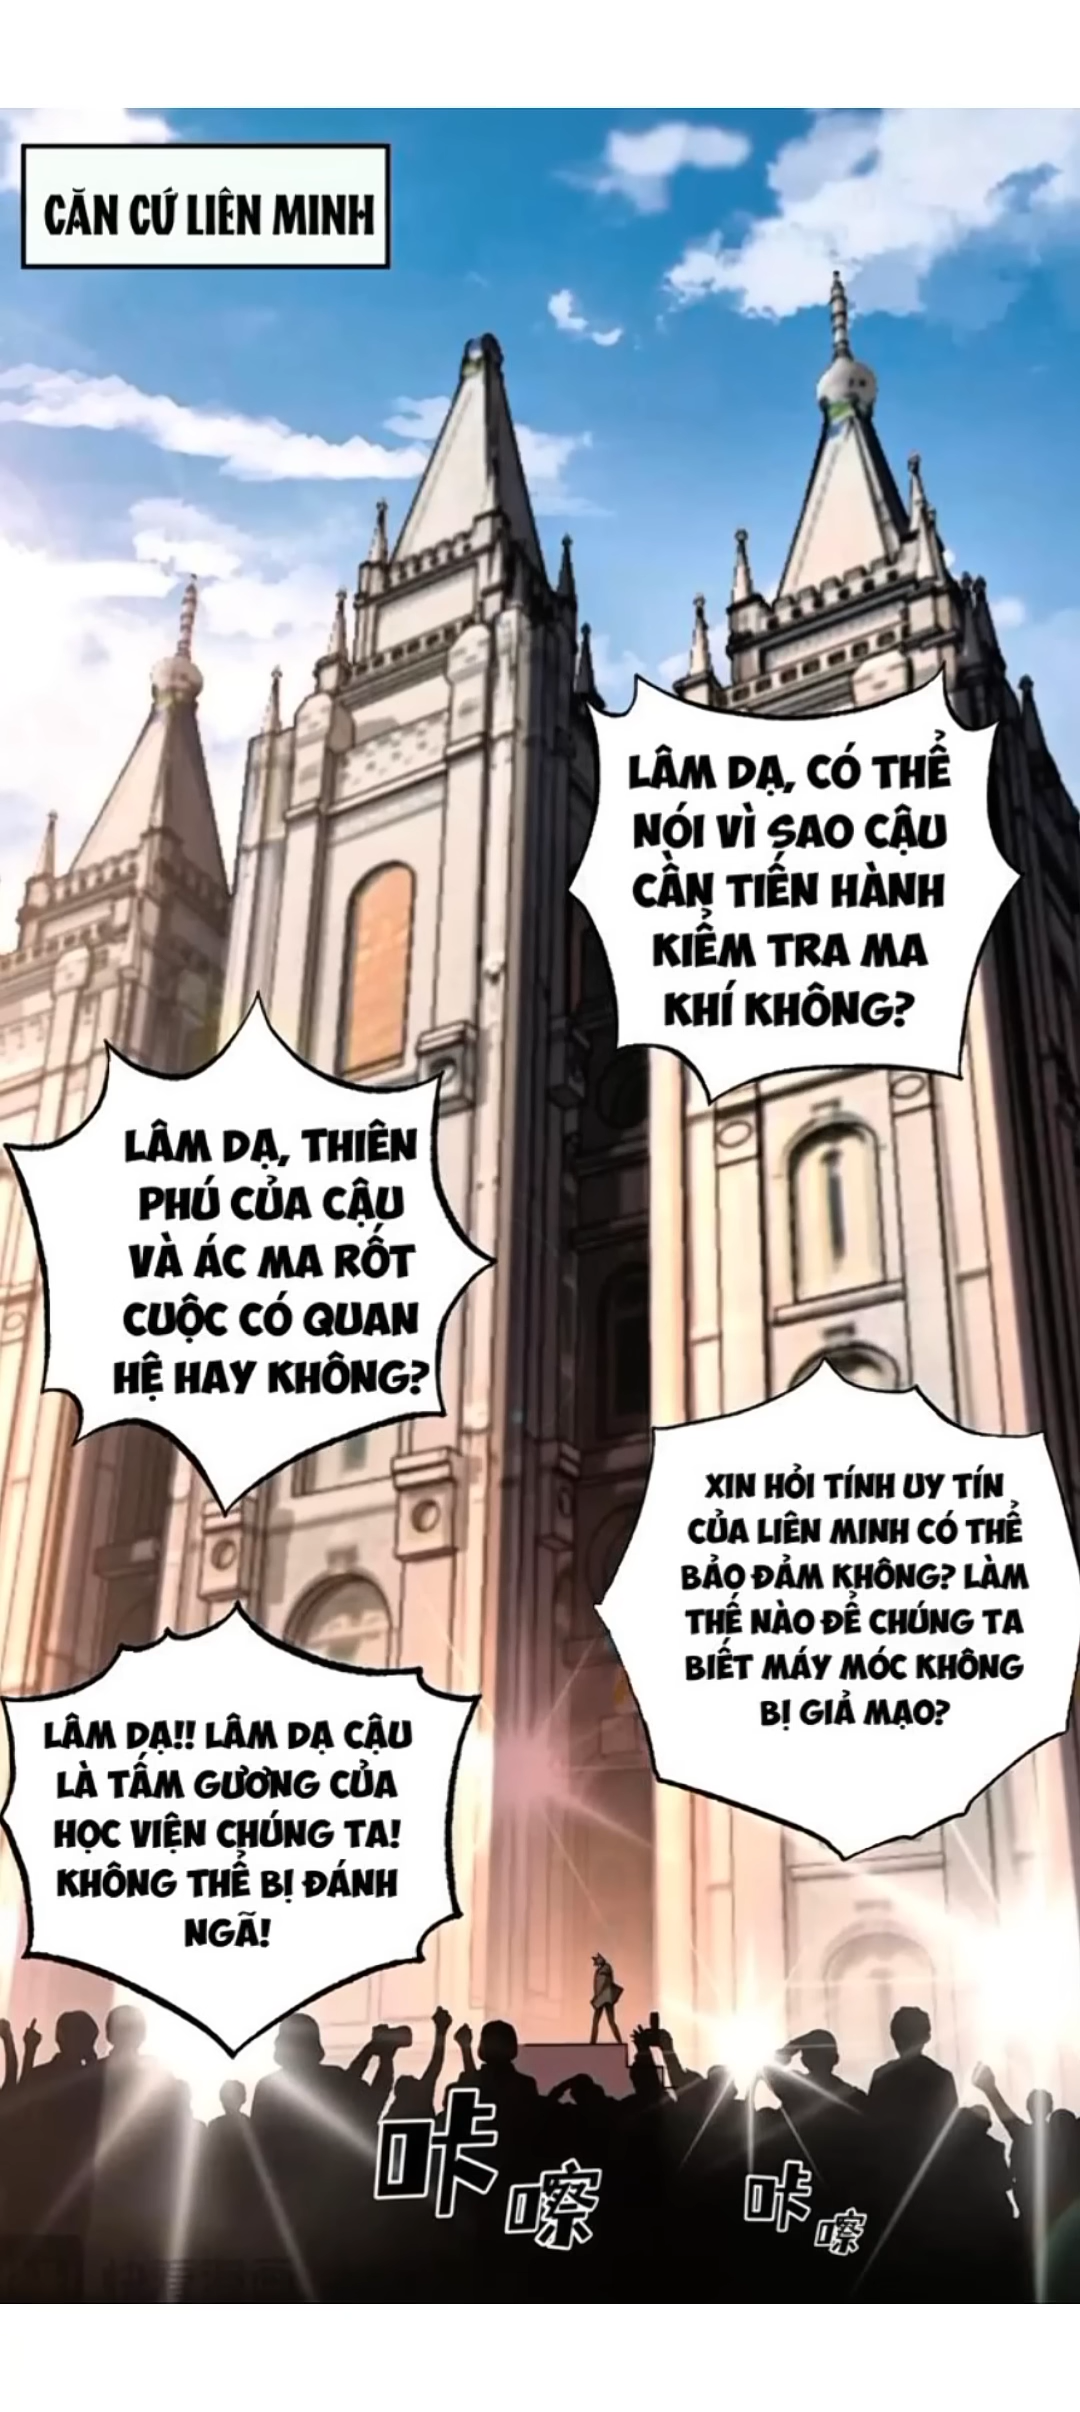 CĂN CỨ LIÊN MINH
LÂM DẠ, CÓ THỂ
NÓI VÌ SAO CẬU
CẦN TIẾN HÀNH
KIỂM TRA MA
KHÍ KHÔNG?
LÂM DẠ, THIÊN
PHÚ CỦA CẬU
VÀ ÁC MA RỐT
CUỘC CÓ QUAN
HỆ HAY KHÔNG?
XIN HỎI TÍNH UY TÍN
CỦA LIÊN MINH CÓ THỂ
BẢO ĐẢM KHÔNG? LÀM
THẾ NÀO ĐỂ CHÚNG TA
BIẾT MÁY MÓC KHÔNG
BỊ GIẢ MẠO?
LÂM DẠ!! LÂM DẠ CẬU
LÀ TẤM GƯƠNG CỦA
HỌC VIỆN CHÚNG TA!
KHÔNG THỂ BỊ ĐÁNH
NGÃ!
咔
嚓
咔
嚓